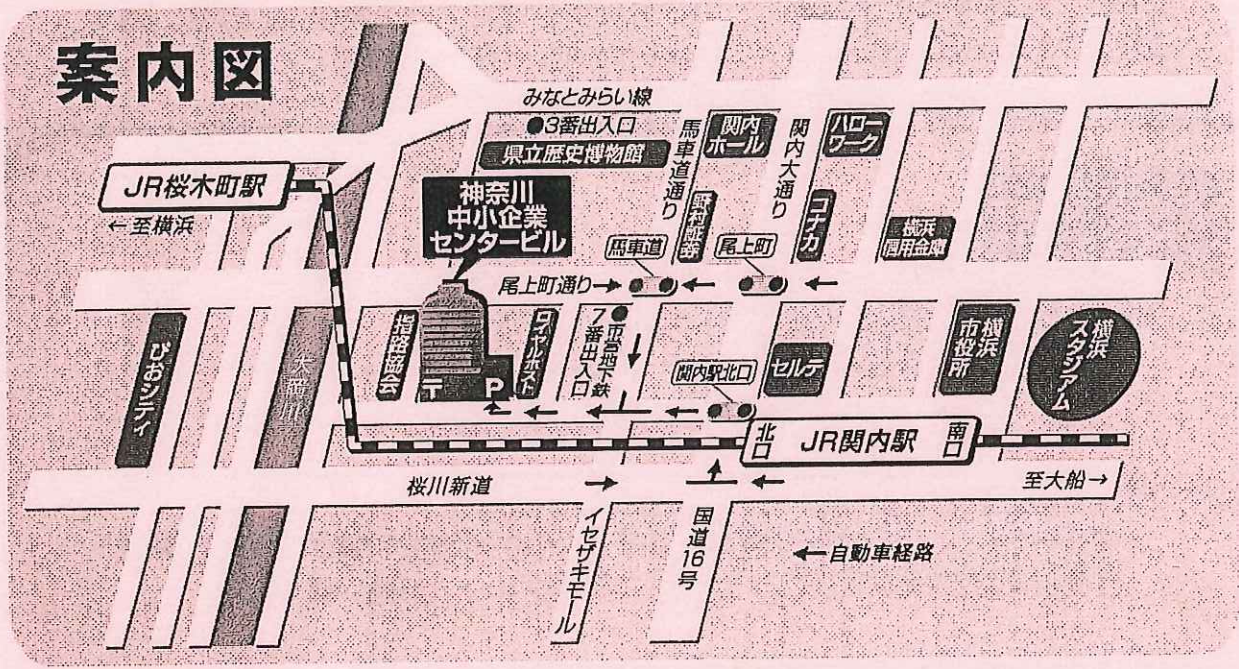 案内図
みなとみらい線
●3番出入口
県立歴史博物館
馬車道通り
関内
ホール
関内大通り
ハロー
ワーク
JR桜木町駅
←至横浜
神奈川
中小企業
センタービル
野村証券
コナカ
横浜
信用金庫
馬車道
尾上町
尾上町通り
ぴおシティ
大岡川
指路協会
〒
P
ロイヤルホスト
●市営地下鉄
7番出入口
関内駅北口
セルテ
横浜
市役所
横浜
スタジアム
北口
JR関内駅
南口
桜川新道
至大船→
イセザキモール
国道16号
←自動車経路